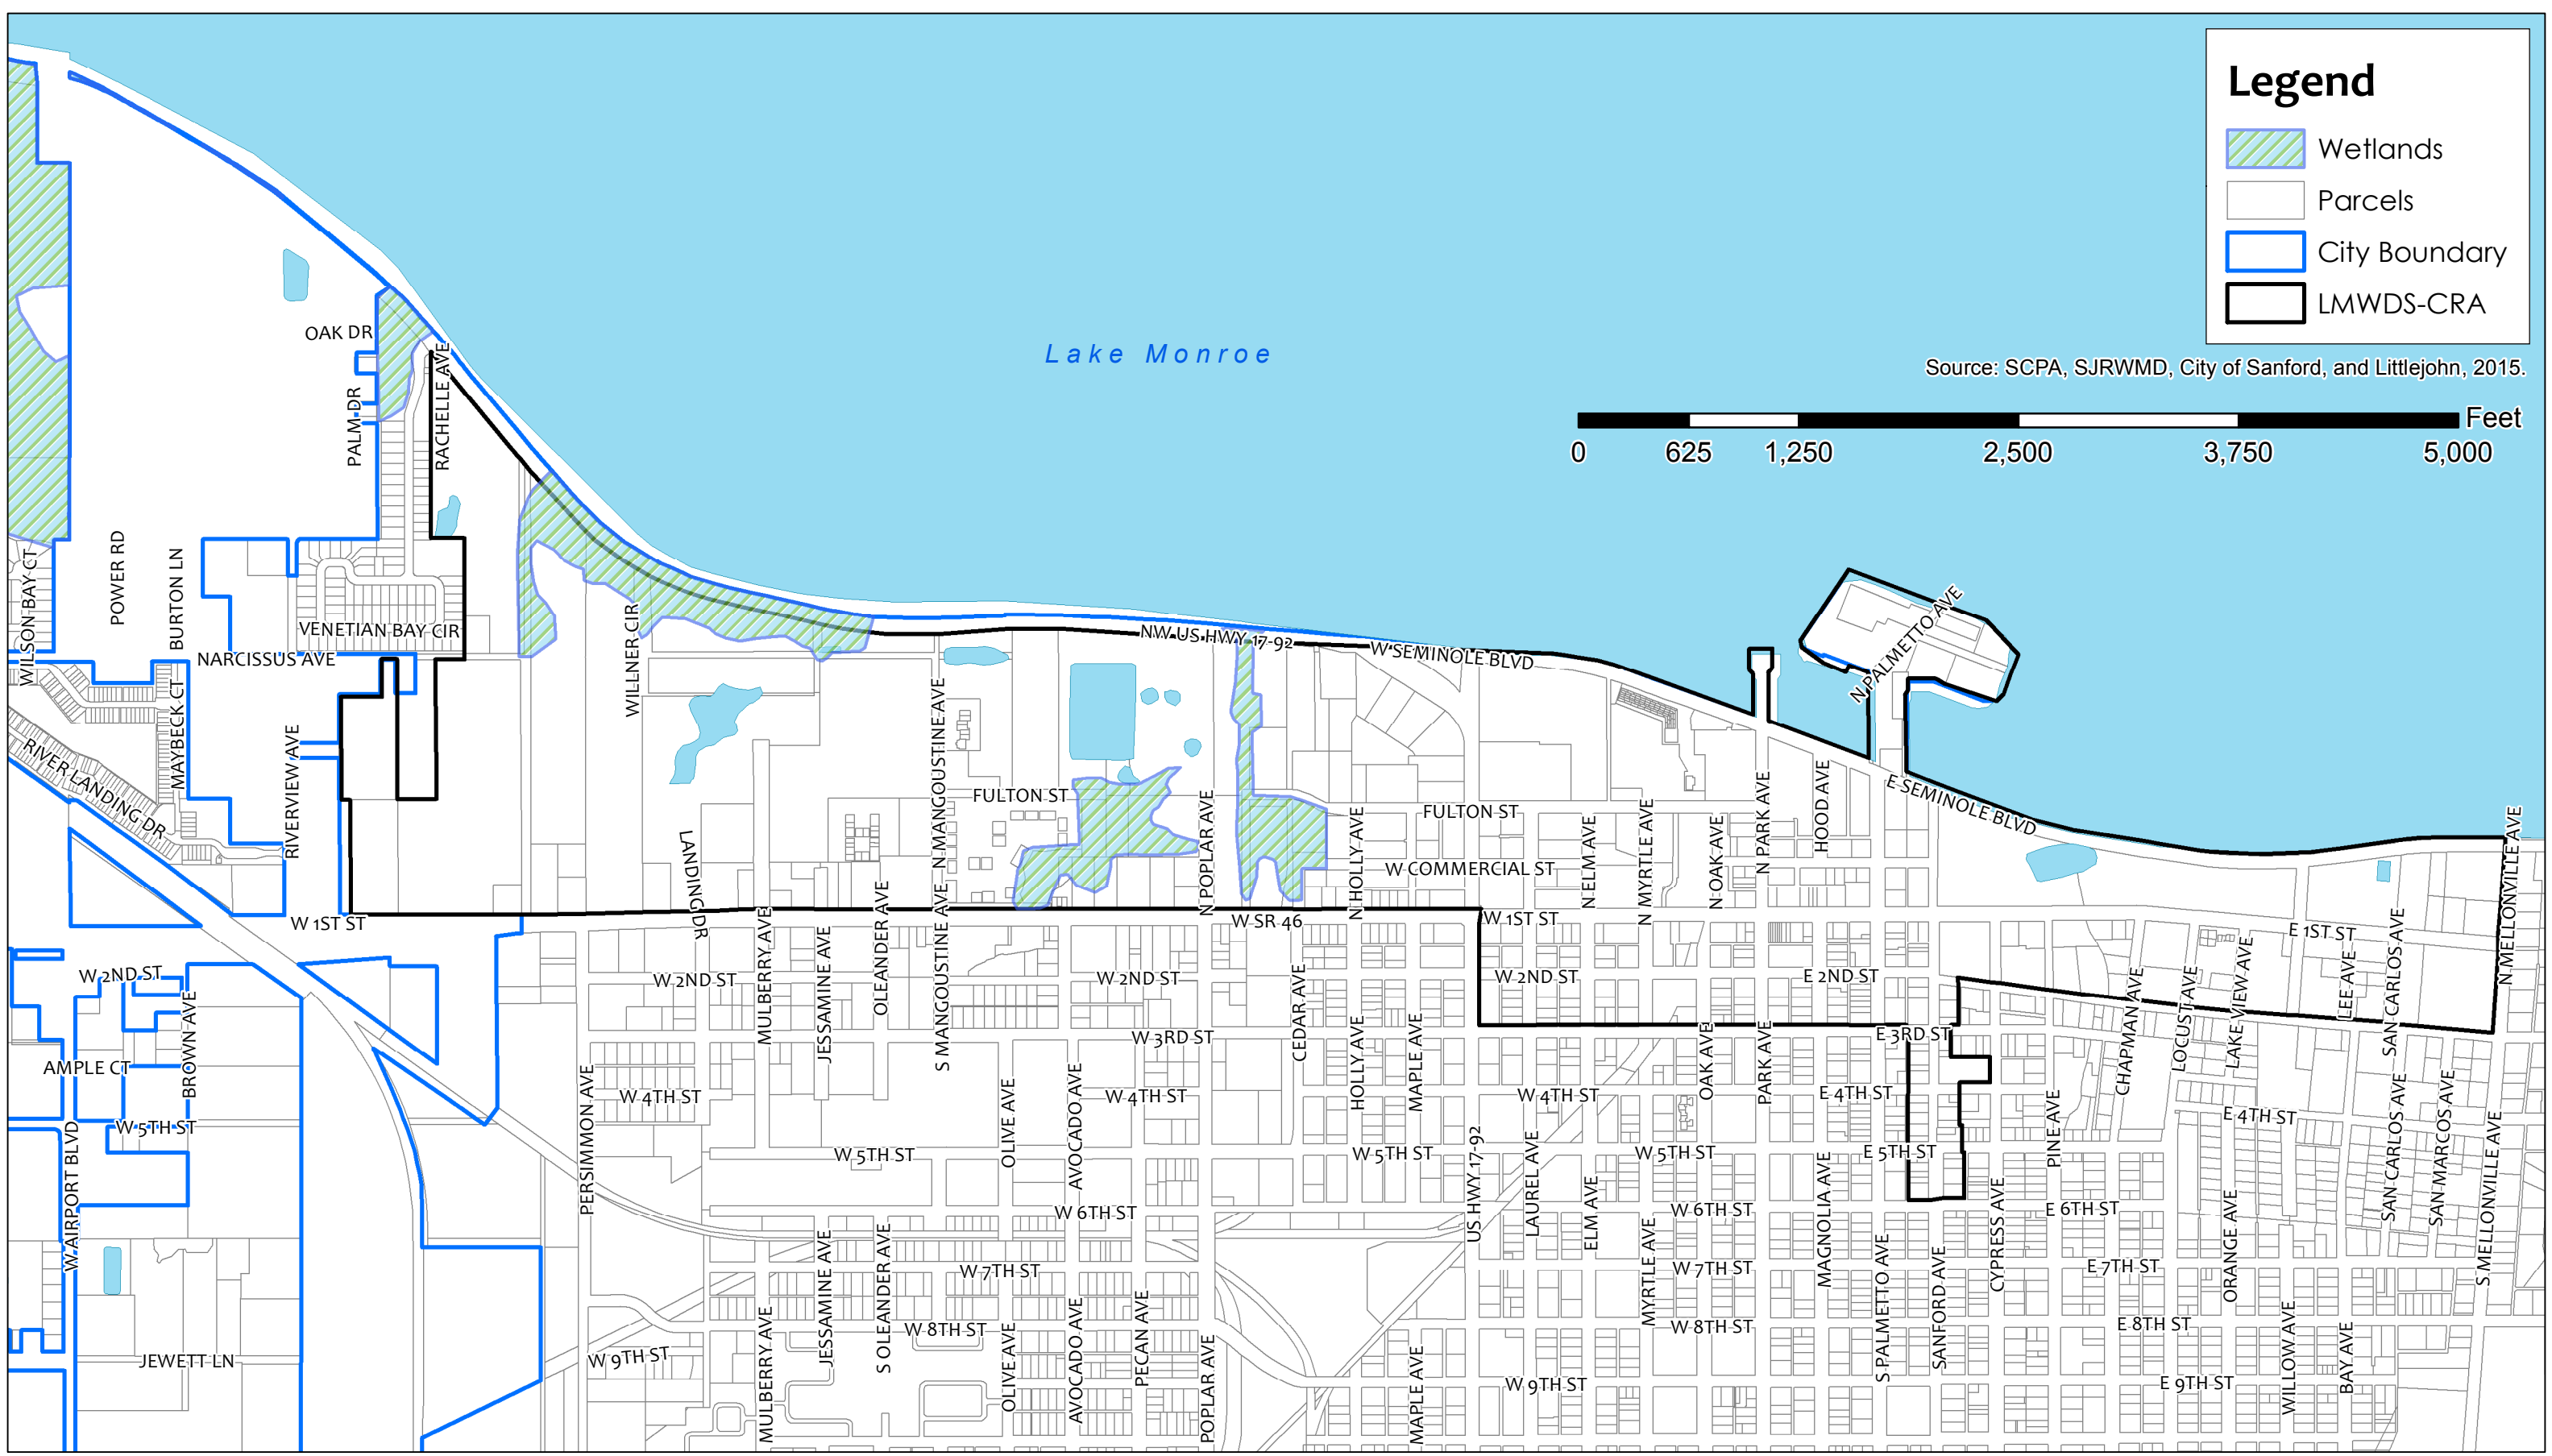 Legend
Wetlands
Parcels
City Boundary
LMWDS-CRA
Source: SCPA, SJRWMD, City of Sanford, and Littlejohn, 2015.
Feet
0 625 1,250 2,500 3,750 5,000
Lake Monroe
OAK DR
PALM DR
RACHELLE AVE
WILSON BAY CT
POWER RD
BURTON LN
VENETIAN BAY CIR
NARCISSUS AVE
MAYBECK CT
RIVER LANDING DR
RIVERVIEW AVE
WILLNER CIR
NW US HWY 17-92
W SEMINOLE BLVD
N PALMETTO AVE
E SEMINOLE BLVD
N MANGOUSTINE AVE
FULTON ST
FULTON ST
LANDING DR
N POPLAR AVE
N HOLLY AVE
W COMMERCIAL ST
N ELM AVE
N MYRTLE AVE
N OAK AVE
N PARK AVE
HOOD AVE
N MELLONVILLE AVE
W 1ST ST
W SR 46
W 1ST ST
E 1ST ST
MULBERRY AVE
JESSAMINE AVE
OLEANDER AVE
S MANGOUSTINE AVE
W 2ND ST
W 2ND ST
W 2ND ST
W 2ND ST
E 2ND ST
CEDAR AVE
CHAPMAN AVE
LOCUST AVE
LAKE VIEW AVE
LEE AVE
SAN CARLOS AVE
BROWN AVE
AMPLE CT
W 3RD ST
E 3RD ST
HOLLY AVE
MAPLE AVE
OAK AVE
PARK AVE
PERSIMMON AVE
W 4TH ST
W 4TH ST
W 4TH ST
E 4TH ST
E 4TH ST
OLIVE AVE
AVOCADO AVE
PINE AVE
SAN CARLOS AVE
SAN MARCOS AVE
S MELLONVILLE AVE
W 5TH ST
W AIRPORT BLVD
W 5TH ST
W 5TH ST
W 5TH ST
E 5TH ST
US HWY 17-92
LAUREL AVE
ELM AVE
MYRTLE AVE
MAGNOLIA AVE
S PALMETTO AVE
SANFORD AVE
CYPRESS AVE
ORANGE AVE
W 6TH ST
W 6TH ST
E 6TH ST
W 7TH ST
W 7TH ST
E 7TH ST
MULBERRY AVE
JESSAMINE AVE
S OLEANDER AVE
OLIVE AVE
AVOCADO AVE
PECAN AVE
POPLAR AVE
MAPLE AVE
W 8TH ST
W 8TH ST
E 8TH ST
WILLOW AVE
BAY AVE
JEWETT LN
W 9TH ST
W 9TH ST
E 9TH ST